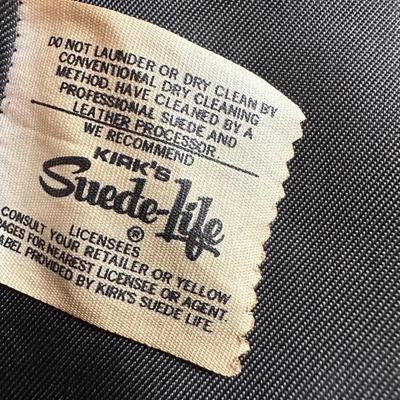 DO NOT LAUNDER OR DRY CLEAN BY
CONVENTIONAL DRY CLEANING
METHOD. HAVE CLEANED BY A
PROFESSIONAL SUEDE AND
LEATHER PROCESSOR.
WE RECOMMEND
KIRK'S
Suede-Life
®
LICENSEES
CONSULT YOUR RETAILER OR YELLOW
PAGES FOR NEAREST LICENSEE OR AGENT.
LABEL PROVIDED BY KIRK'S SUEDE LIFE.